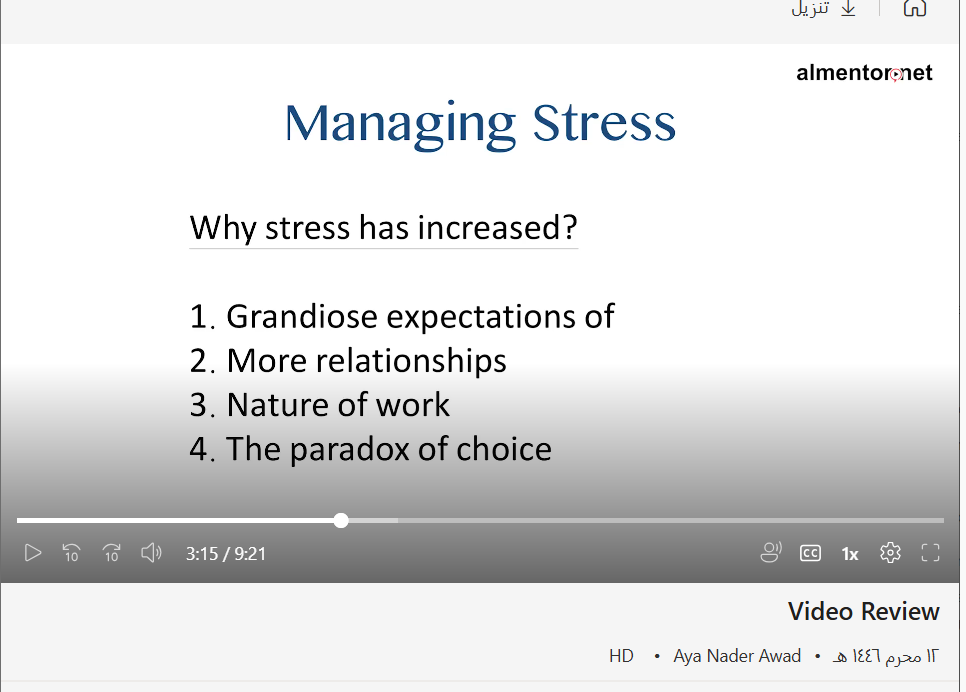 تنزيل
almentor.net
Managing Stress
Why stress has increased?
1. Grandiose expectations of
2. More relationships
3. Nature of work
4. The paradox of choice
10 10 3:15 / 9:21 CC 1x
Video Review
١٢ محرم ١٤٤٦ هـ • Aya Nader Awad • HD